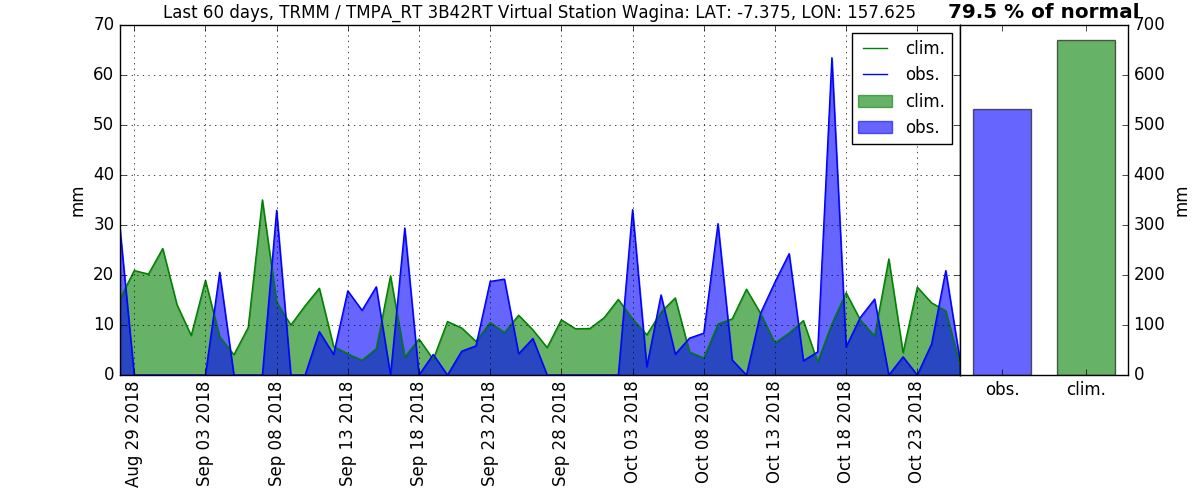 Last 60 days, TRMM / TMPA_RT 3B42RT Virtual Station Wagina: LAT: -7.375, LON: 157.625
79.5 % of normal
70
60
50
40
30
20
10
0
mm
clim.
obs.
clim.
obs.
700
600
500
400
300
200
100
0
mm
obs.
clim.
Aug 29 2018
Sep 03 2018
Sep 08 2018
Sep 13 2018
Sep 18 2018
Sep 23 2018
Sep 28 2018
Oct 03 2018
Oct 08 2018
Oct 13 2018
Oct 18 2018
Oct 23 2018